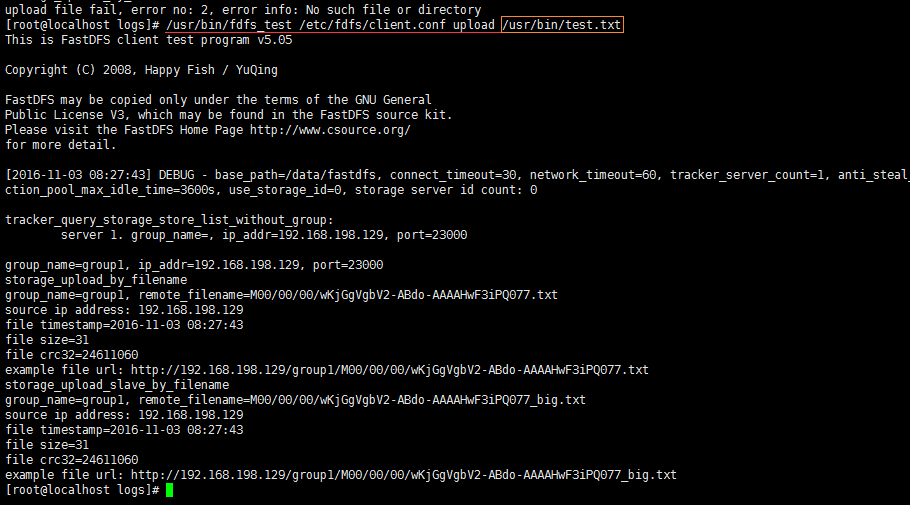 upload file fail, error no: 2, error info: No such file or directory
[root@localhost logs]# /usr/bin/fdfs_test /etc/fdfs/client.conf upload /usr/bin/test.txt
This is FastDFS client test program v5.05
Copyright (C) 2008, Happy Fish / YuQing
FastDFS may be copied only under the terms of the GNU General
Public License V3, which may be found in the FastDFS source kit.
Please visit the FastDFS Home Page http://www.csource.org/
for more detail.
[2016-11-03 08:27:43] DEBUG - base_path=/data/fastdfs, connect_timeout=30, network_timeout=60, tracker_server_count=1, anti_steal_
ction_pool_max_idle_time=3600s, use_storage_id=0, storage server id count: 0
tracker_query_storage_store_list_without_group:
server 1. group_name=, ip_addr=192.168.198.129, port=23000
group_name=group1, ip_addr=192.168.198.129, port=23000
storage_upload_by_filename
group_name=group1, remote_filename=M00/00/00/wKjGgVgbV2-ABdo-AAAAHwF3iPQ077.txt
source ip address: 192.168.198.129
file timestamp=2016-11-03 08:27:43
file size=31
file crc32=24611060
example file url: http://192.168.198.129/group1/M00/00/00/wKjGgVgbV2-ABdo-AAAAHwF3iPQ077.txt
storage_upload_slave_by_filename
group_name=group1, remote_filename=M00/00/00/wKjGgVgbV2-ABdo-AAAAHwF3iPQ077_big.txt
source ip address: 192.168.198.129
file timestamp=2016-11-03 08:27:43
file size=31
file crc32=24611060
example file url: http://192.168.198.129/group1/M00/00/00/wKjGgVgbV2-ABdo-AAAAHwF3iPQ077_big.txt
[root@localhost logs]#